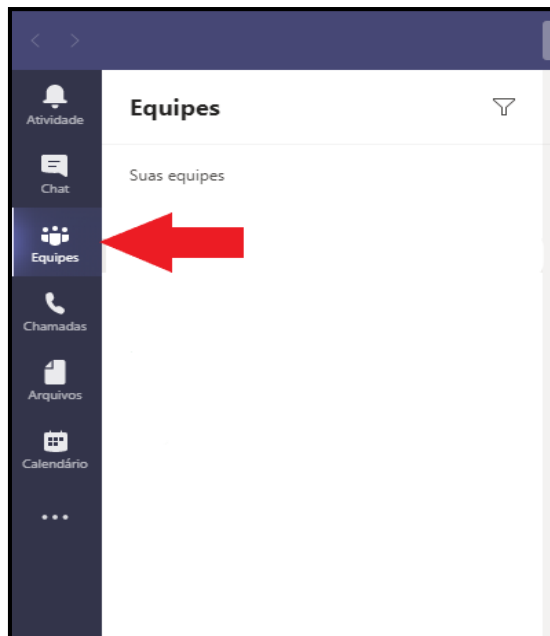 Atividade
Chat
Equipes
Chamadas
Arquivos
Calendário
Equipes
Suas equipes